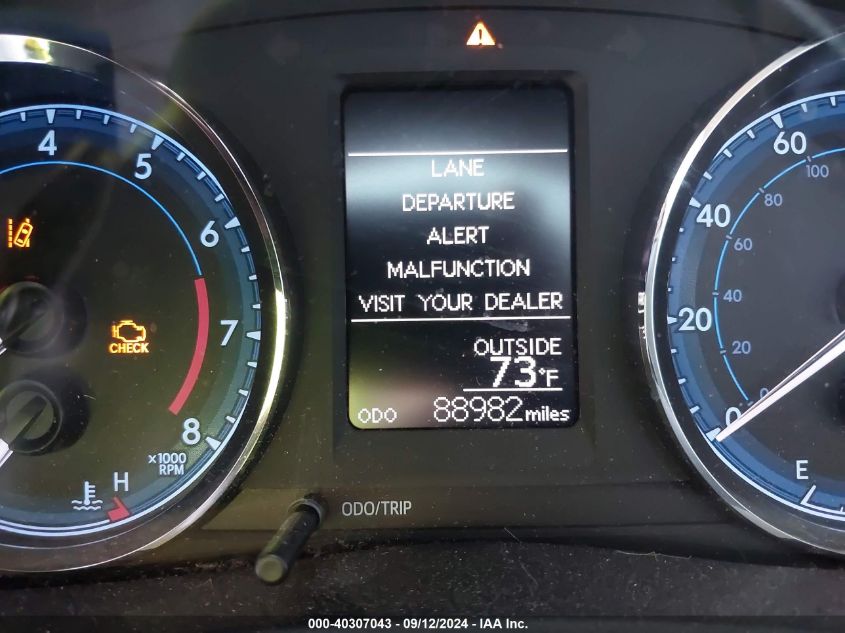 4
5
6
7
8
x1000
RPM
CHECK
H
LANE
DEPARTURE
ALERT
MALFUNCTION
VISIT YOUR DEALER
OUTSIDE
73°F
ODO 88982 miles
ODO/TRIP
60
40
20
0
100
80
60
40
20
0
E
000-40307043 - 09/12/2024 - IAA Inc.